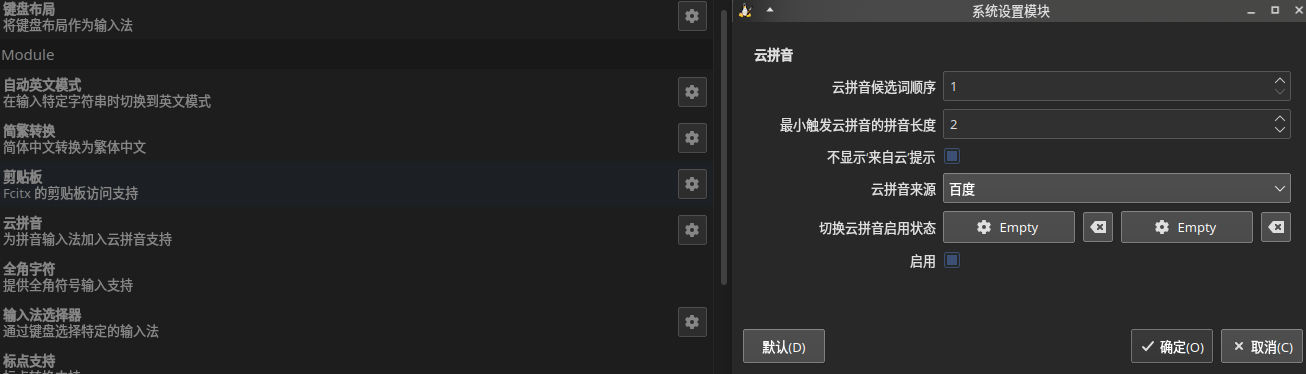 键盘布局
将键盘布局作为输入法
Module
自动英文模式
在输入特定字符串时切换到英文模式
简繁转换
简体中文转换为繁体中文
剪贴板
Fcitx 的剪贴板访问支持
云拼音
为拼音输入法加入云拼音支持
全角字符
提供全角符号输入支持
输入法选择器
通过键盘选择特定的输入法
标点支持
系统设置模块
云拼音
云拼音候选词顺序 1
最小触发云拼音的拼音长度 2
不显示'来自云'提示
云拼音来源 百度
切换云拼音启用状态 Empty Empty
启用
默认(D) 确定(O) 取消(C)